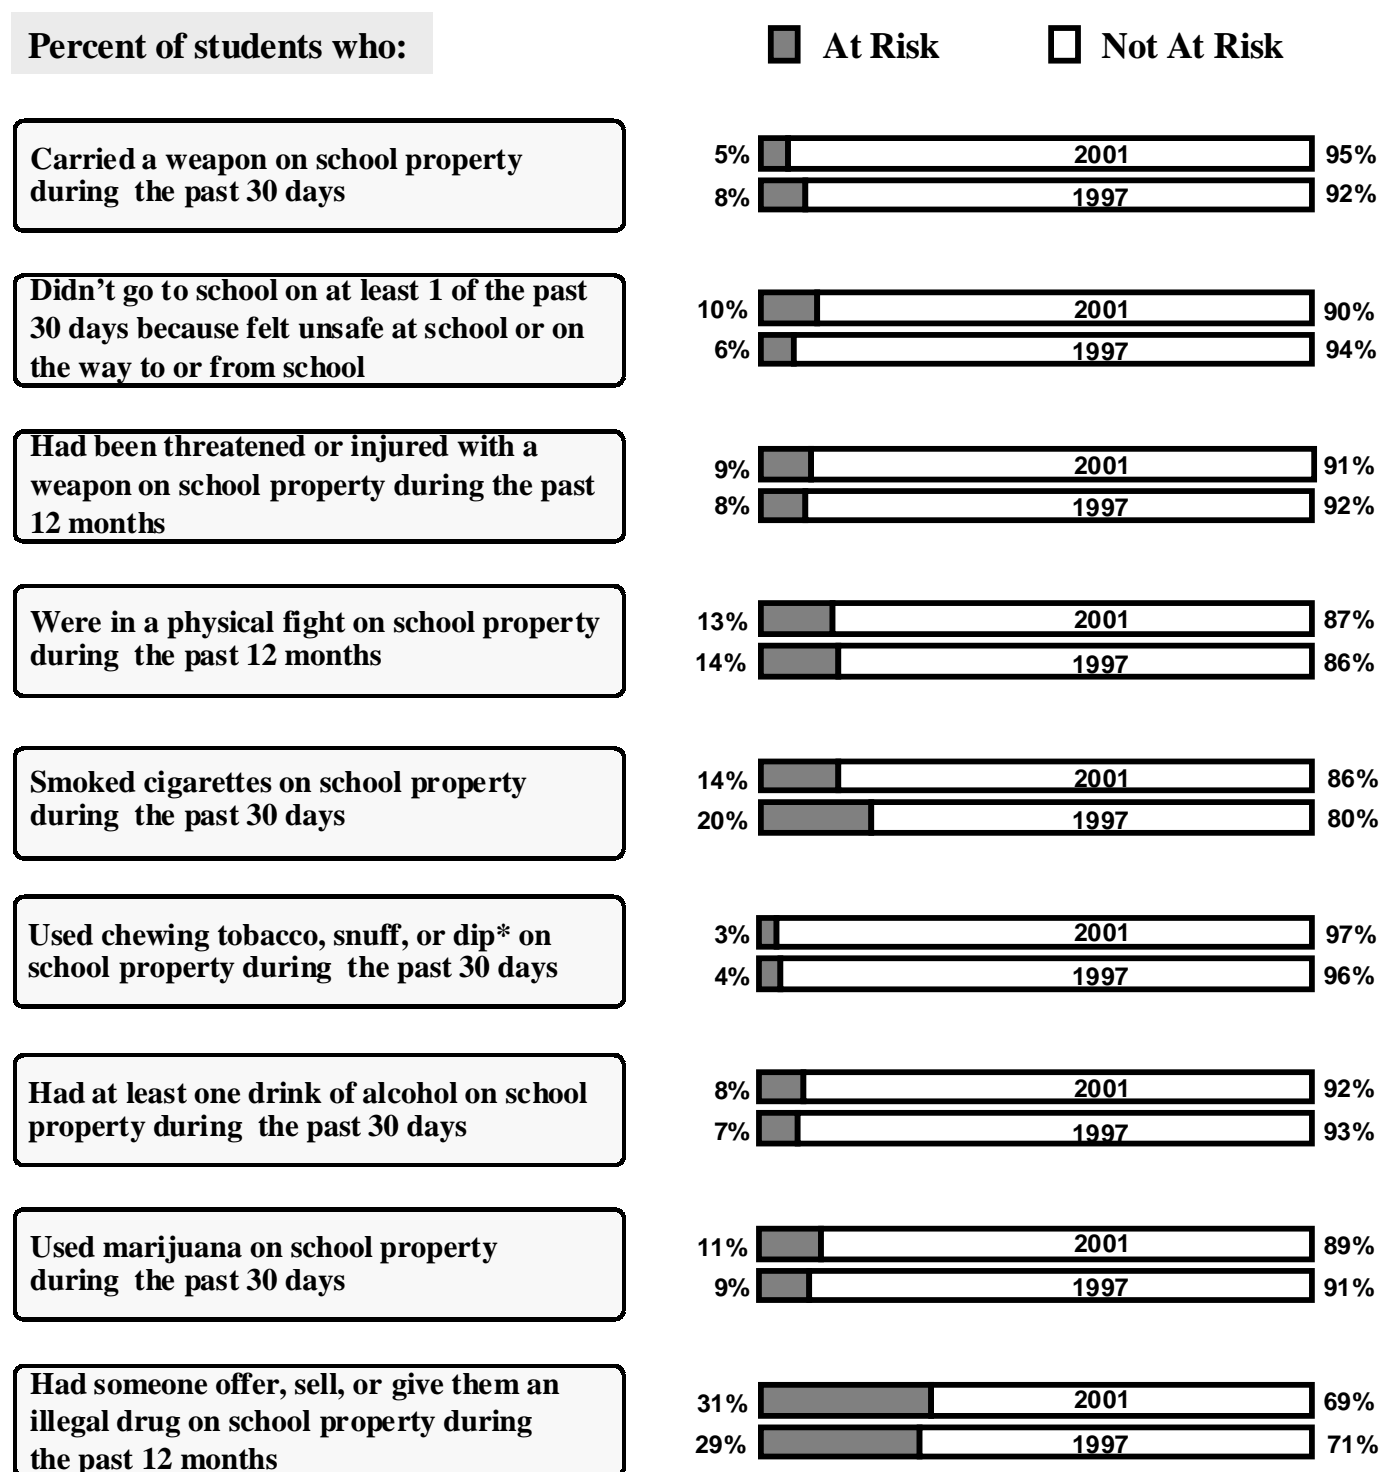 Percent of students who:
At Risk
Not At Risk
Carried a weapon on school property
during the past 30 days
5%
2001
95%
8%
1997
92%
Didn't go to school on at least 1 of the past
30 days because felt unsafe at school or on
the way to or from school
10%
2001
90%
6%
1997
94%
Had been threatened or injured with a
weapon on school property during the past
12 months
9%
2001
91%
8%
1997
92%
Were in a physical fight on school property
during the past 12 months
13%
2001
87%
14%
1997
86%
Smoked cigarettes on school property
during the past 30 days
14%
2001
86%
20%
1997
80%
Used chewing tobacco, snuff, or dip* on
school property during the past 30 days
3%
2001
97%
4%
1997
96%
Had at least one drink of alcohol on school
property during the past 30 days
8%
2001
92%
7%
1997
93%
Used marijuana on school property
during the past 30 days
11%
2001
89%
9%
1997
91%
Had someone offer, sell, or give them an
illegal drug on school property during
the past 12 months
31%
2001
69%
29%
1997
71%